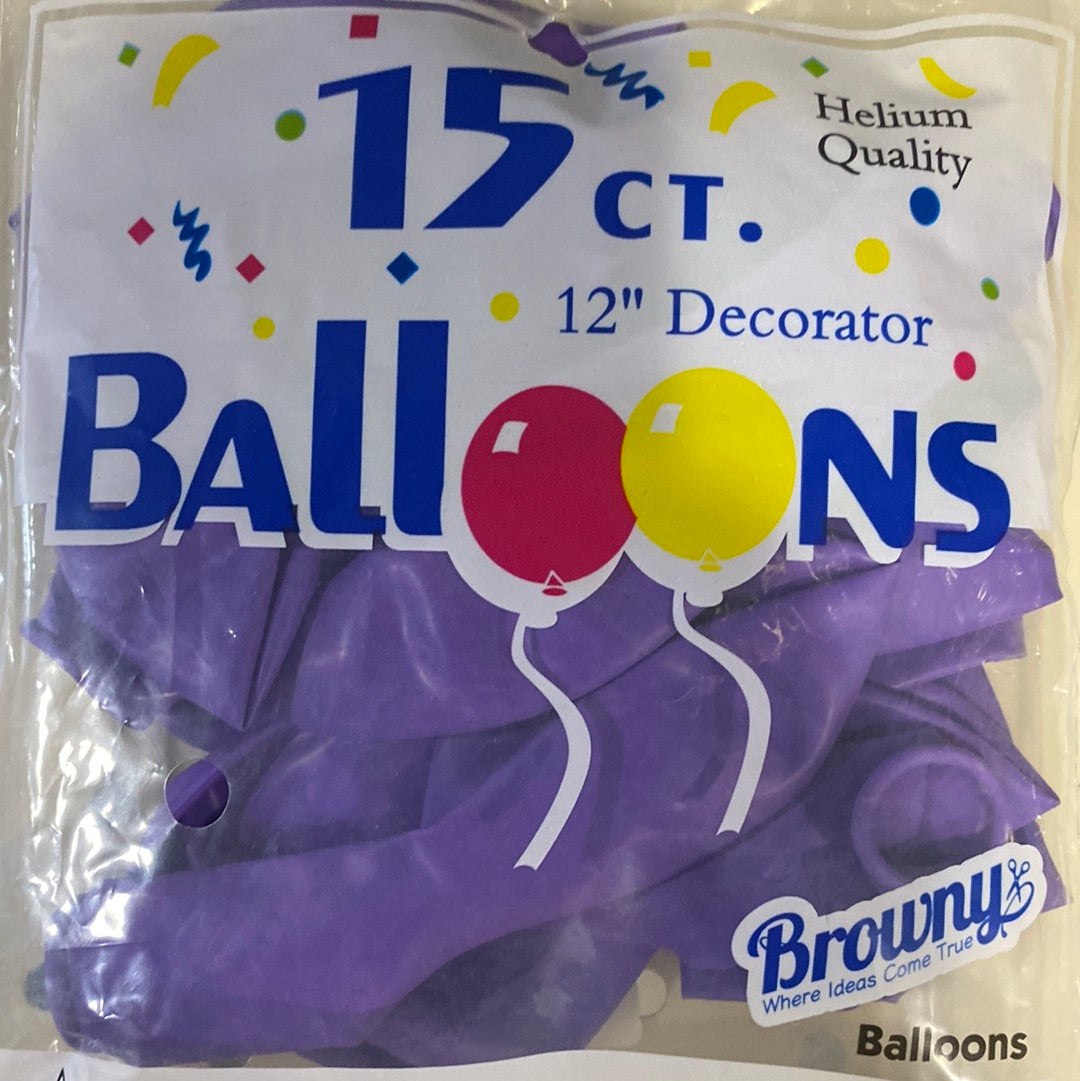 15 CT.
Helium
Quality
12" Decorator
BAllOONS
Browny
Where Ideas Come True
Balloons